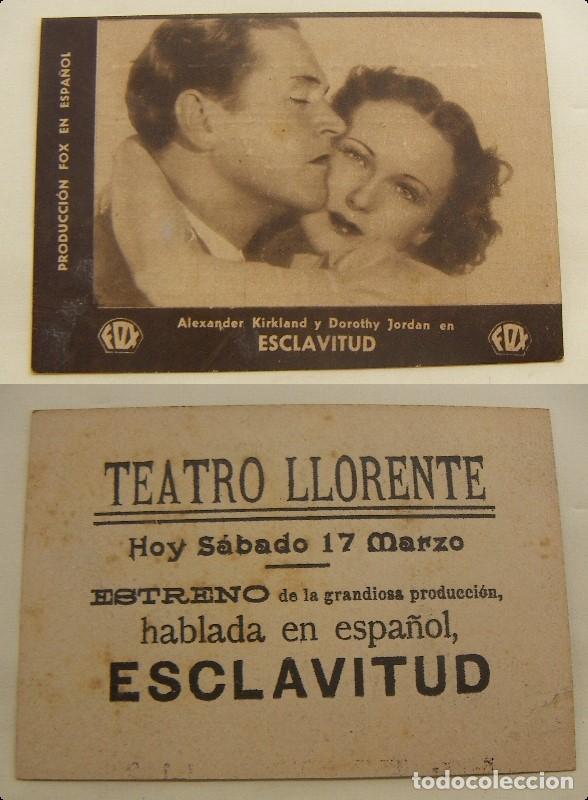 PRODUCCIÓN FOX EN ESPAÑOL
Alexander Kirkland y Dorothy Jordan en
FOX
ESCLAVITUD
FOX
TEATRO LLORENTE
Hoy Sábado 17 Marzo
ESTRENO de la grandiosa producción,
hablada en español,
ESCLAVITUD
todocoleccion